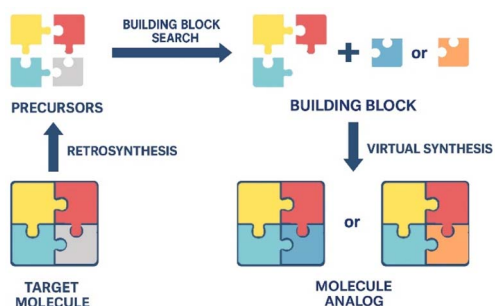 BUILDING BLOCK
SEARCH
or
PRECURSORS
BUILDING BLOCK
RETROSYNTHESIS
VIRTUAL SYNTHESIS
or
TARGET
MOLECULE
MOLECULE
ANALOG